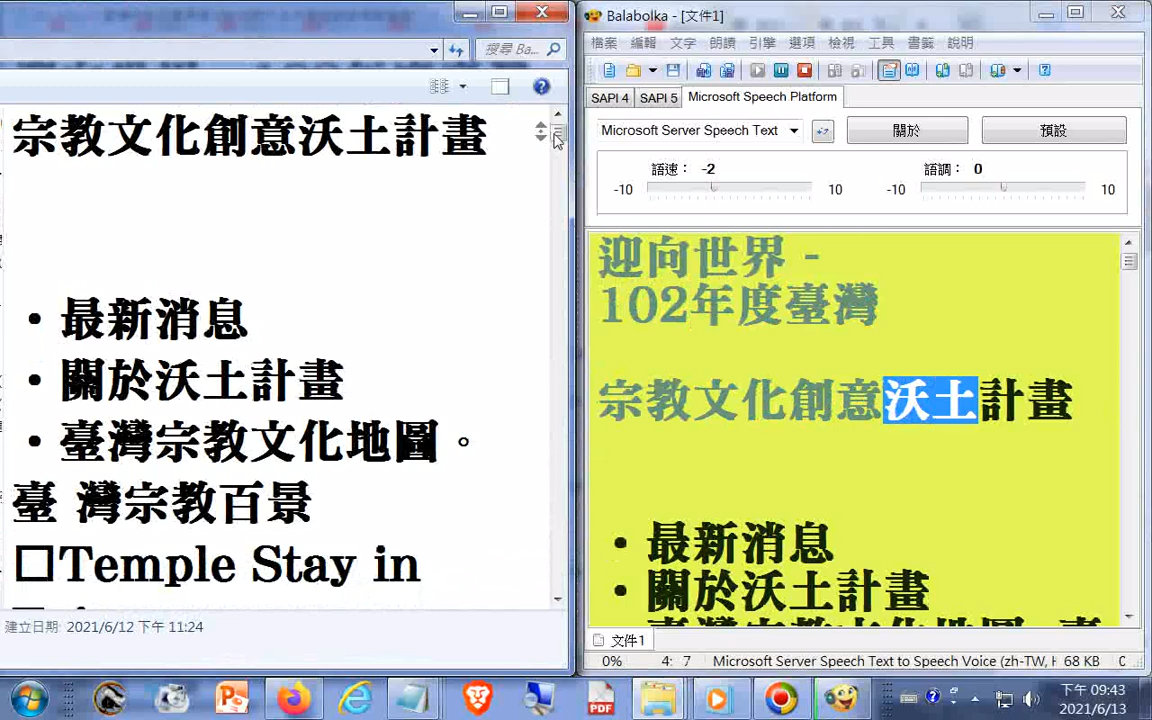 搜尋 Ba...
宗教文化創意沃土計畫
• 最新消息
• 關於沃土計畫
• 臺灣宗教文化地圖。
臺 灣宗教百景
□Temple Stay in
建立日期: 2021/6/12 下午 11:24
Balabolka - [文件1]
檔案 編輯 文字 朗讀 引擎 選項 檢視 工具 書籤 說明
SAPI 4 SAPI 5 Microsoft Speech Platform
Microsoft Server Speech Text 關於 預設
語速: -2 語調: 0
-10 10 -10 10
迎向世界 -
102年度臺灣
宗教文化創意沃土計畫
• 最新消息
• 關於沃土計畫
文件1
0% 4: 7 Microsoft Server Speech Text to Speech Voice (zh-TW, H 68 KB C
PDF
下午 09:43
2021/6/13